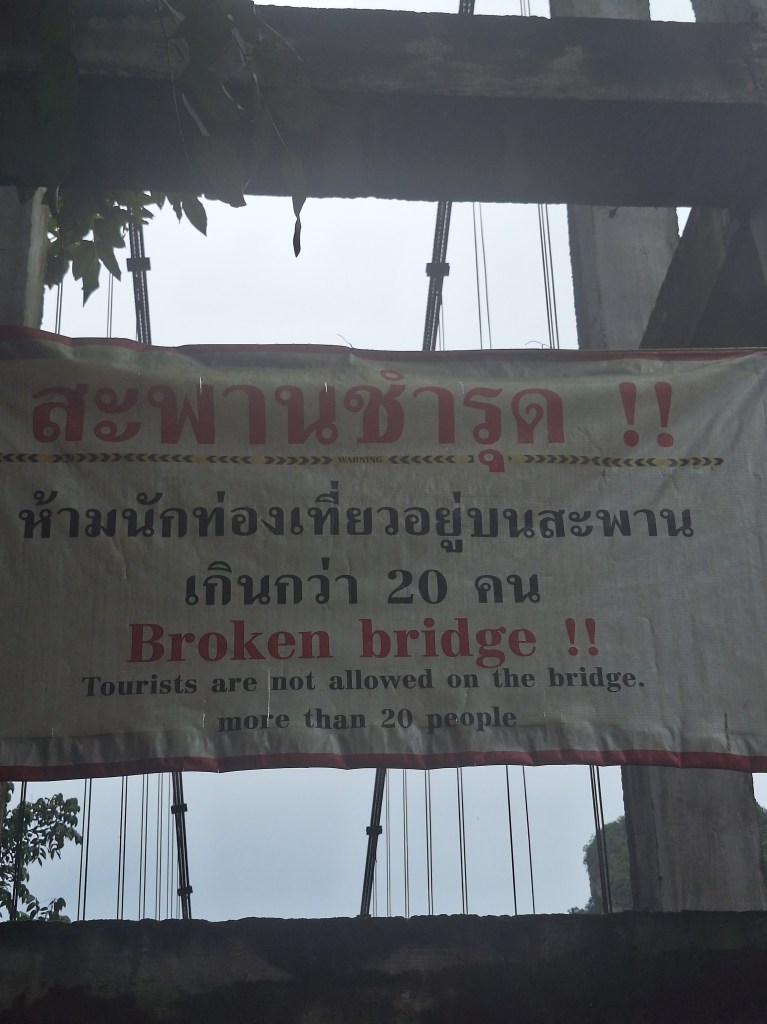 สะพานชำรุด !!
WARNING
ห้ามนักท่องเที่ยวอยู่บนสะพาน
เกินกว่า 20 คน
Broken bridge !!
Tourists are not allowed on the bridge.
more than 20 people